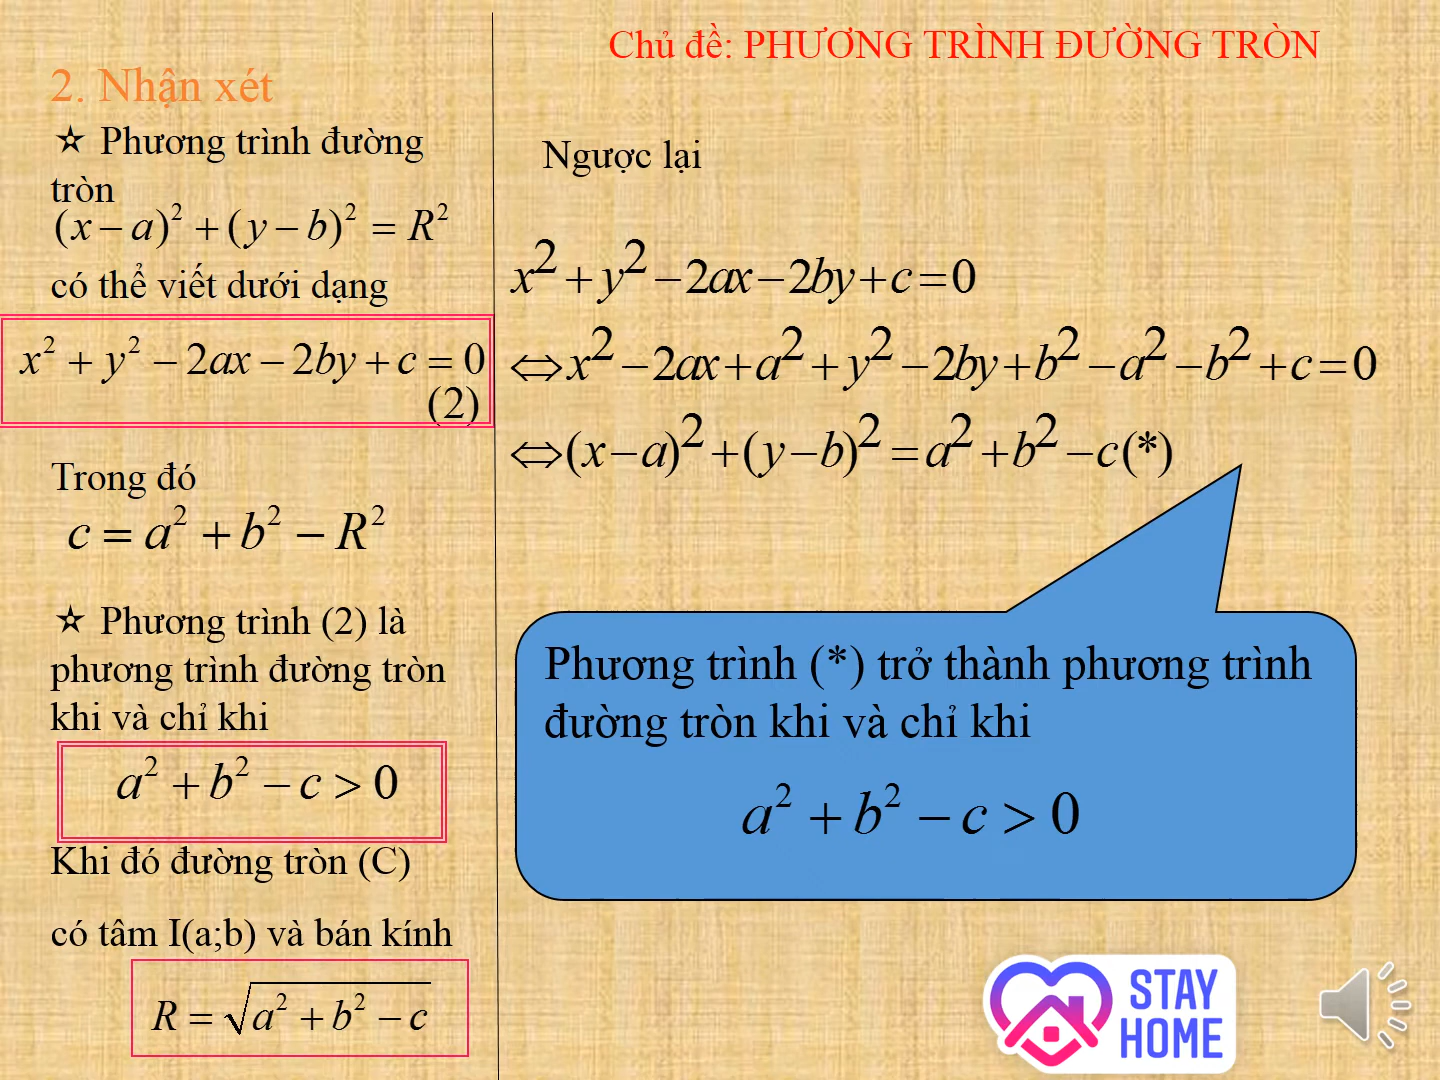 Chủ đề: PHƯƠNG TRÌNH ĐƯỜNG TRÒN
2. Nhận xét
☆ Phương trình đường
tròn
(x − a)² + (y − b)² = R²
có thể viết dưới dạng
x² + y² − 2ax − 2by + c = 0
(2)
Trong đó
c = a² + b² − R²
☆ Phương trình (2) là
phương trình đường tròn
khi và chỉ khi
a² + b² − c > 0
Khi đó đường tròn (C)
có tâm I(a;b) và bán kính
R = √(a² + b² − c)
Ngược lại
x² + y² − 2ax − 2by + c = 0
⇔ x² − 2ax + a² + y² − 2by + b² − a² − b² + c = 0
⇔ (x − a)² + (y − b)² = a² + b² − c (*)
Phương trình (*) trở thành phương trình
đường tròn khi và chỉ khi
a² + b² − c > 0
STAY
HOME